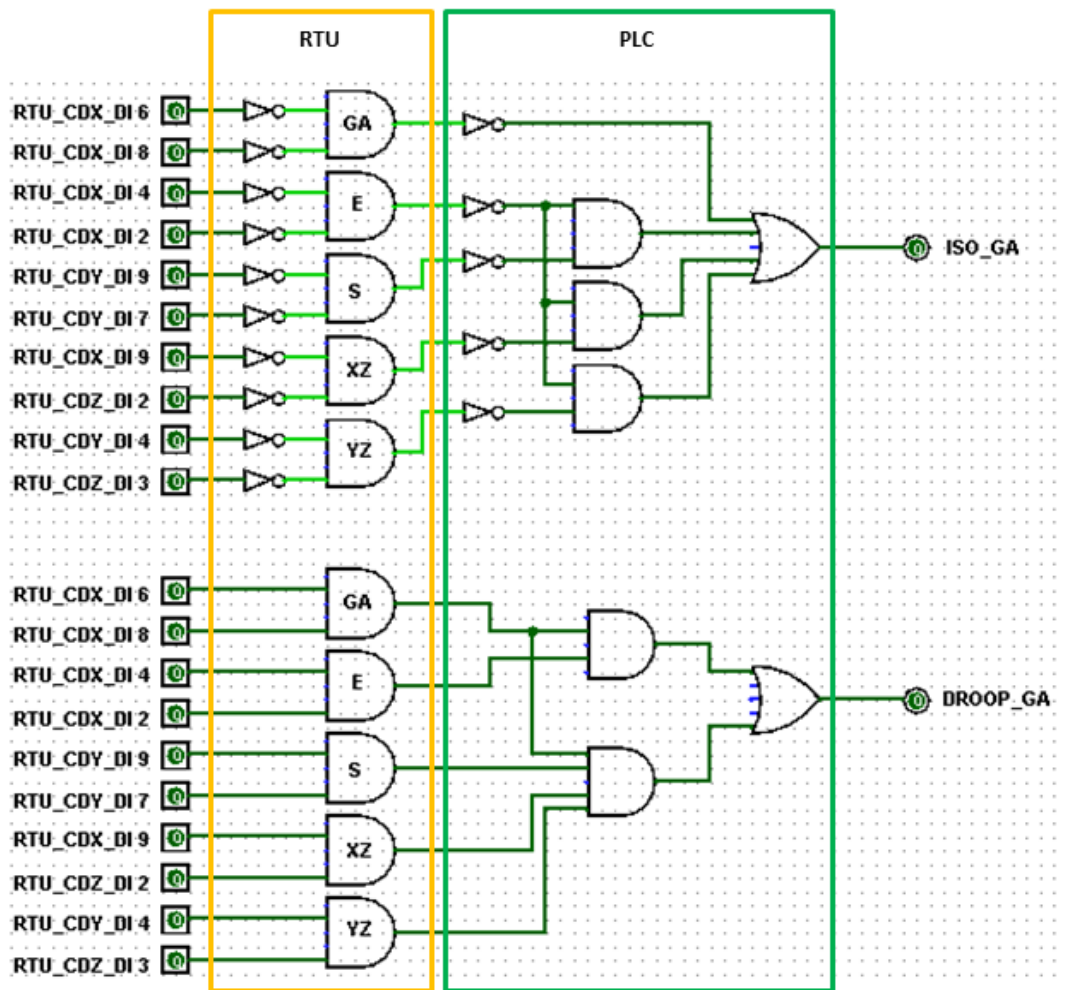 RTU
PLC
RTU_CDX_DI 6
GA
RTU_CDX_DI 8
RTU_CDX_DI 4
E
RTU_CDX_DI 2
ISO_GA
RTU_CDY_DI 9
S
RTU_CDY_DI 7
RTU_CDX_DI 9
XZ
RTU_CDZ_DI 2
RTU_CDY_DI 4
YZ
RTU_CDZ_DI 3
RTU_CDX_DI 6
GA
RTU_CDX_DI 8
RTU_CDX_DI 4
E
DROOP_GA
RTU_CDX_DI 2
RTU_CDY_DI 9
S
RTU_CDY_DI 7
RTU_CDX_DI 9
XZ
RTU_CDZ_DI 2
RTU_CDY_DI 4
YZ
RTU_CDZ_DI 3